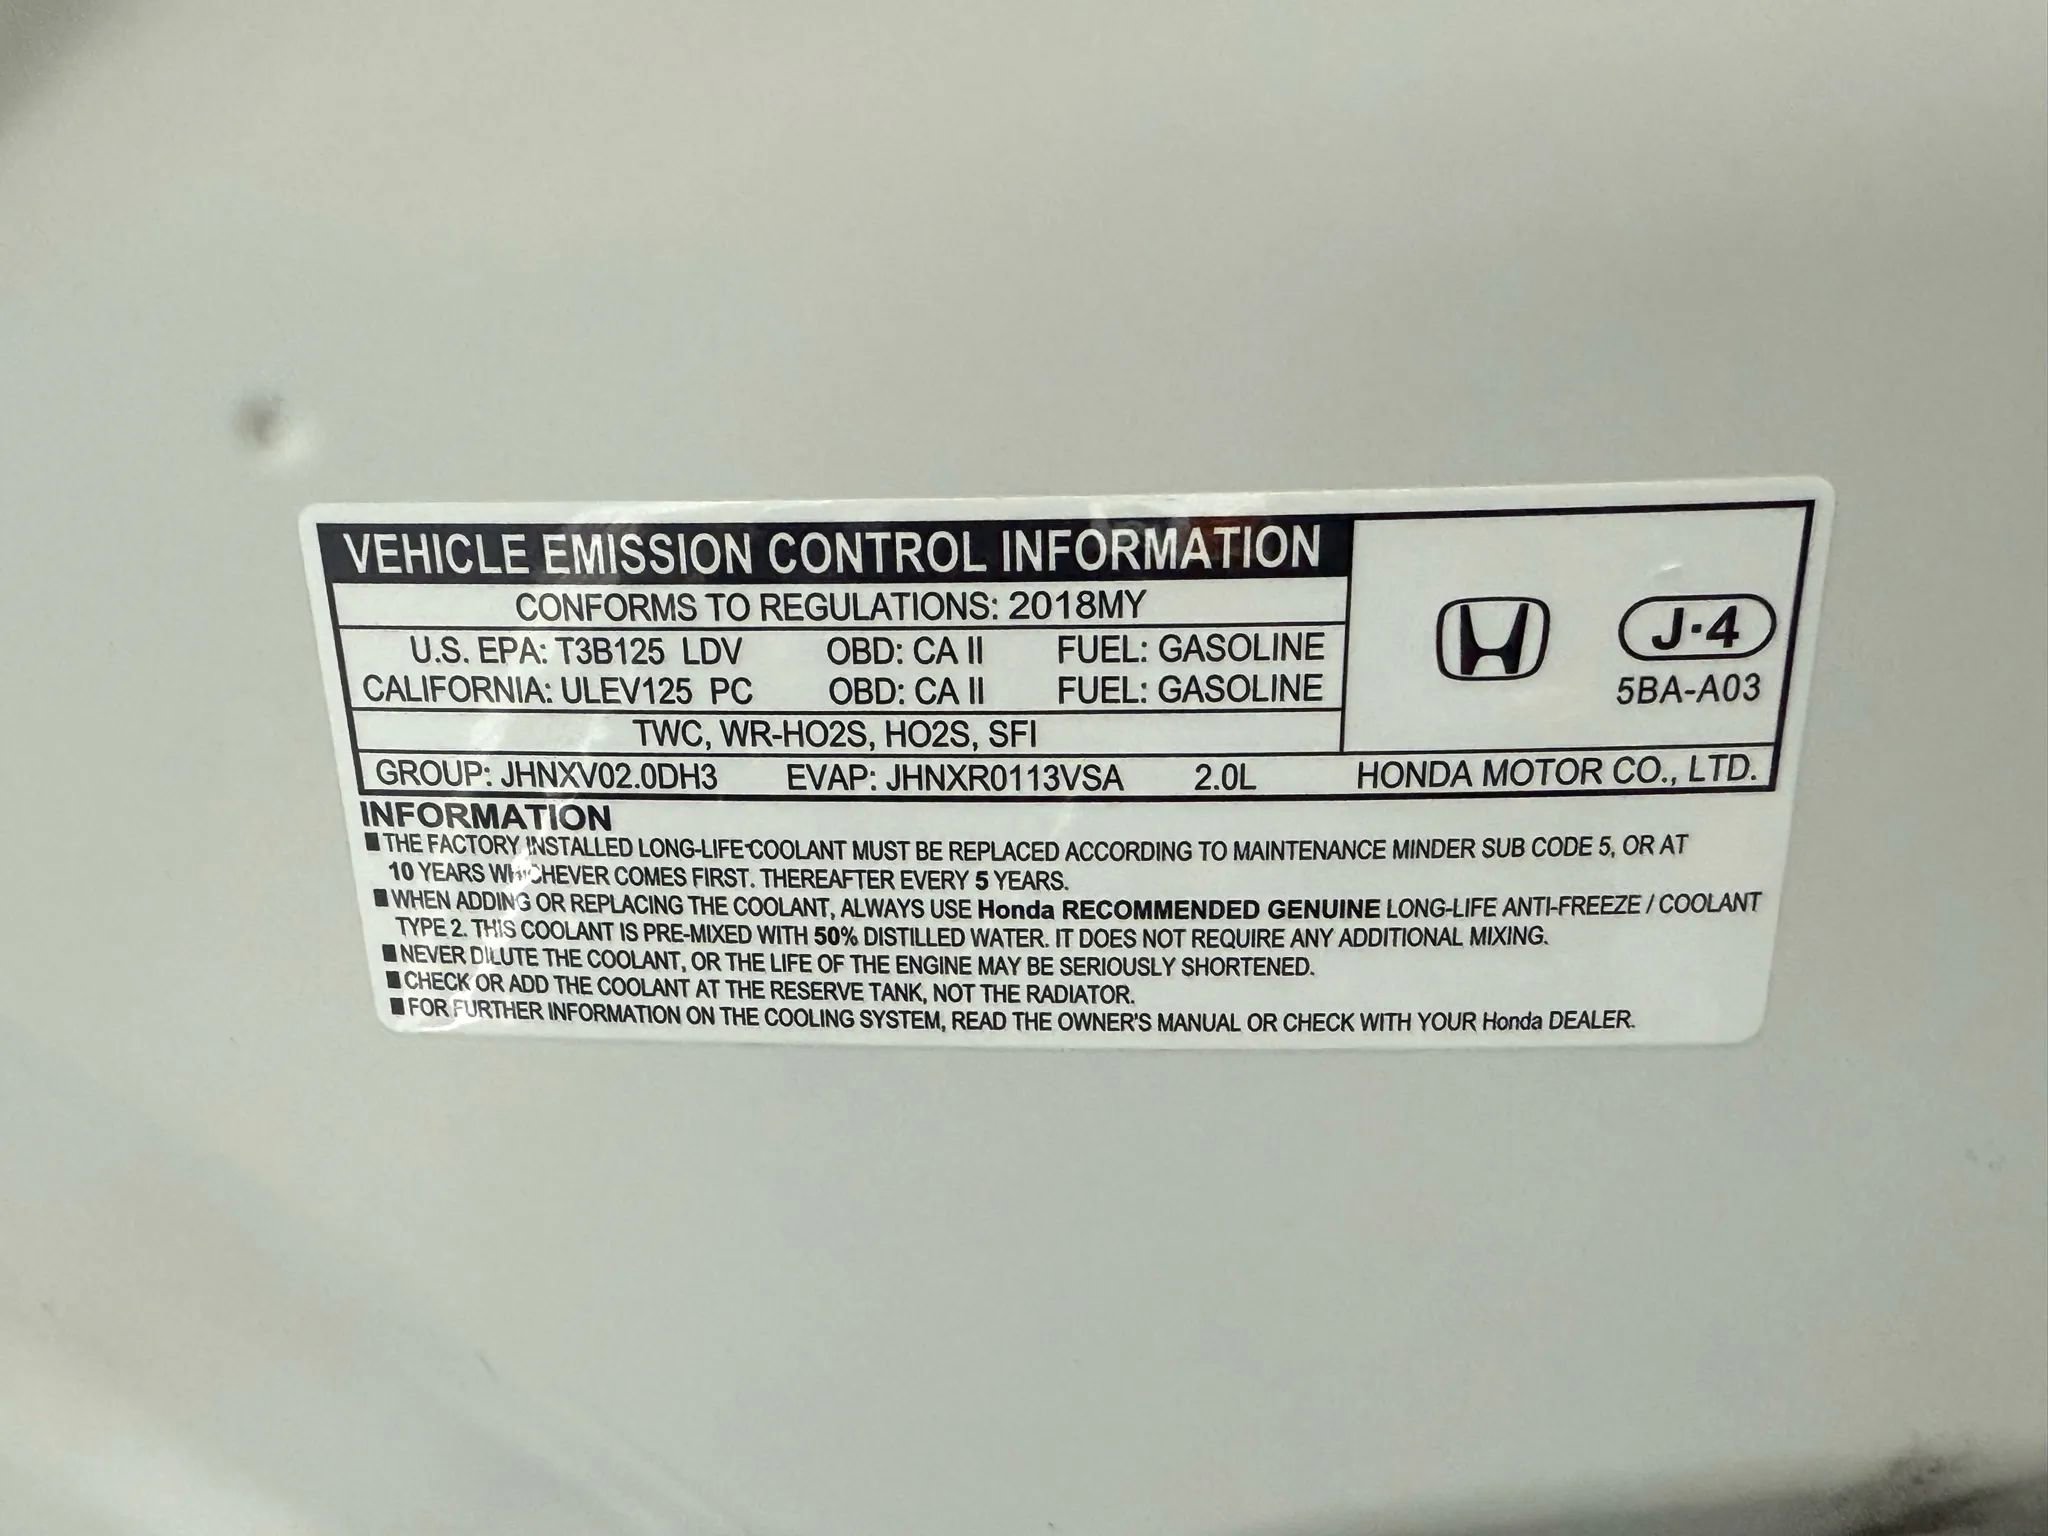 VEHICLE EMISSION CONTROL INFORMATION
CONFORMS TO REGULATIONS: 2018MY
U.S. EPA: T3B125 LDV OBD: CA II FUEL: GASOLINE
CALIFORNIA: ULEV125 PC OBD: CA II FUEL: GASOLINE
TWC, WR-HO2S, HO2S, SFI
J·4
5BA-A03
GROUP: JHNXV02.0DH3 EVAP: JHNXR0113VSA 2.0L HONDA MOTOR CO., LTD.
INFORMATION
■THE FACTORY INSTALLED LONG-LIFE COOLANT MUST BE REPLACED ACCORDING TO MAINTENANCE MINDER SUB CODE 5, OR AT
10 YEARS WHICHEVER COMES FIRST. THEREAFTER EVERY 5 YEARS.
■WHEN ADDING OR REPLACING THE COOLANT, ALWAYS USE Honda RECOMMENDED GENUINE LONG-LIFE ANTI-FREEZE / COOLANT
TYPE 2. THIS COOLANT IS PRE-MIXED WITH 50% DISTILLED WATER. IT DOES NOT REQUIRE ANY ADDITIONAL MIXING.
■NEVER DILUTE THE COOLANT, OR THE LIFE OF THE ENGINE MAY BE SERIOUSLY SHORTENED.
■CHECK OR ADD THE COOLANT AT THE RESERVE TANK, NOT THE RADIATOR.
■FOR FURTHER INFORMATION ON THE COOLING SYSTEM, READ THE OWNER'S MANUAL OR CHECK WITH YOUR Honda DEALER.